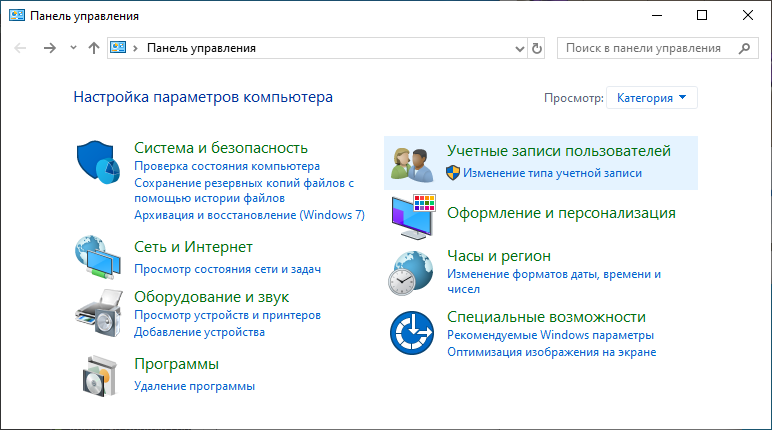 Панель управления
Панель управления
Поиск в панели управления
Настройка параметров компьютера
Просмотр:
Категория
Система и безопасность
Проверка состояния компьютера
Сохранение резервных копий файлов с
помощью истории файлов
Архивация и восстановление (Windows 7)
Сеть и Интернет
Просмотр состояния сети и задач
Оборудование и звук
Просмотр устройств и принтеров
Добавление устройства
Программы
Удаление программы
Учетные записи пользователей
Изменение типа учетной записи
Оформление и персонализация
Часы и регион
Изменение форматов даты, времени и
чисел
Специальные возможности
Рекомендуемые Windows параметры
Оптимизация изображения на экране